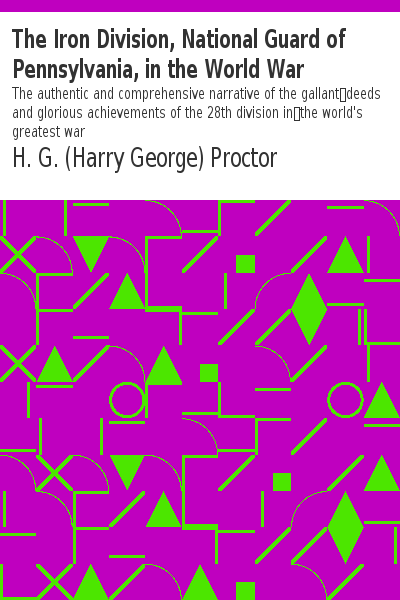 The Iron Division, National Guard of
Pennsylvania, in the World War
The authentic and comprehensive narrative of the gallant▯deeds
and glorious achievements of the 28th division in▯the world's
greatest war
H. G. (Harry George) Proctor